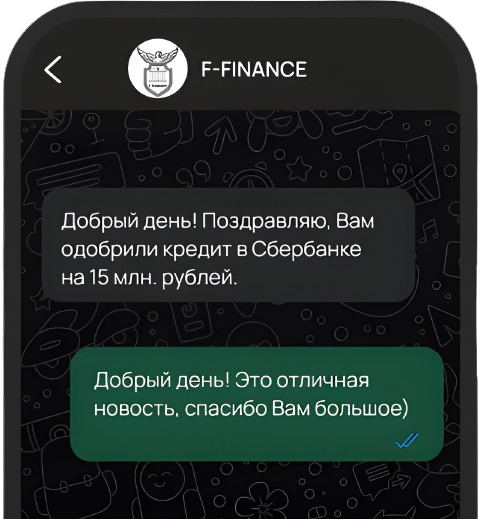 F-FINANCE
Добрый день! Поздравляю, Вам
одобрили кредит в Сбербанке
на 15 млн. рублей.
Добрый день! Это отличная
новость, спасибо Вам большое)